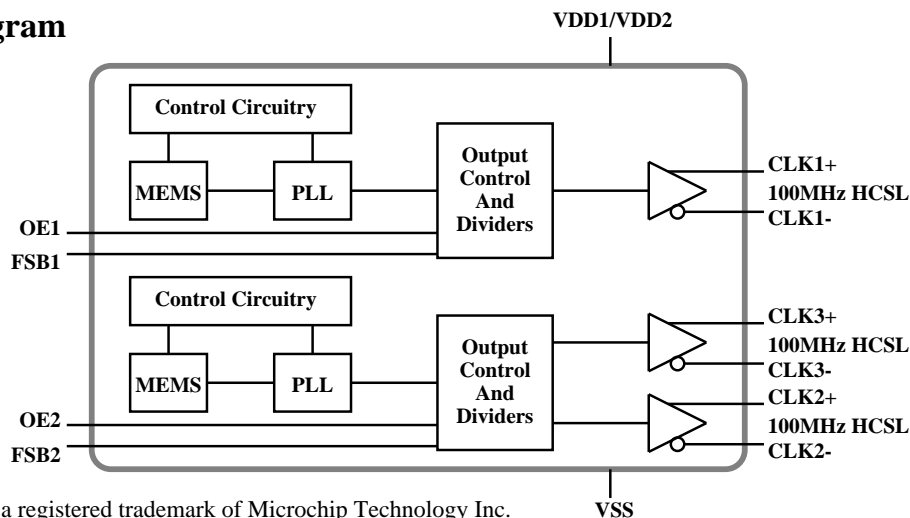 gram
VDD1/VDD2
Control Circuitry
MEMS
PLL
Output
Control
And
Dividers
CLK1+
100MHz HCSL
CLK1-
OE1
FSB1
Control Circuitry
MEMS
PLL
Output
Control
And
Dividers
CLK3+
100MHz HCSL
CLK3-
CLK2+
100MHz HCSL
CLK2-
OE2
FSB2
VSS
a registered trademark of Microchip Technology Inc.